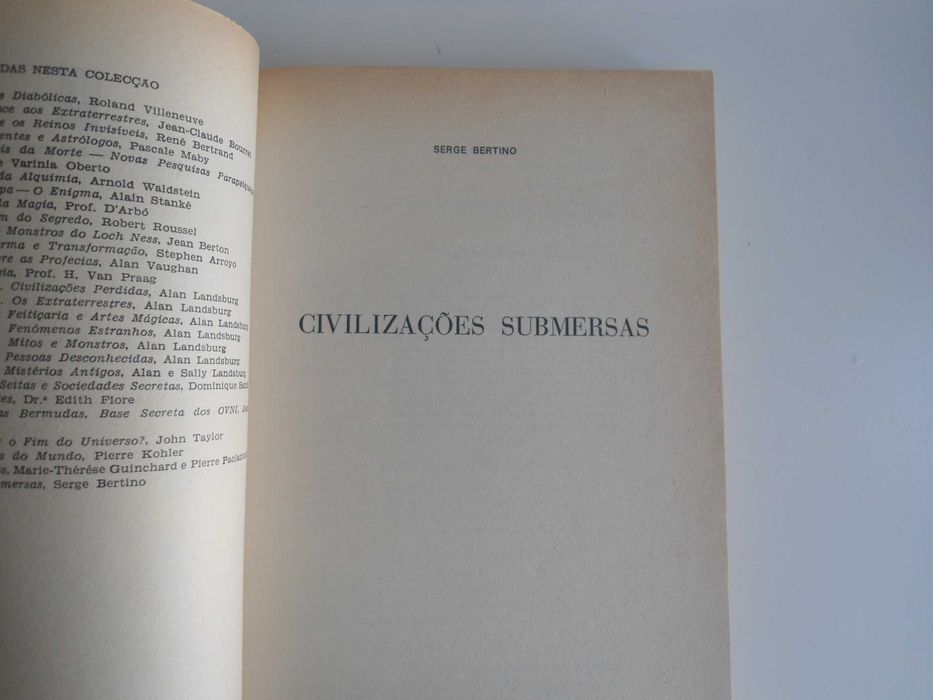 DAS NESTA COLECÇÃO
Diabólicas, Roland Villeneuve
aos Extraterrestres, Jean-Claude
e os Reinos Invisíveis, René Bertrand
entes e Astrólogos, Pascale Maby
is da Morte — Novas Pesquisas
e Varinia Oberto
da Alquimia, Arnold Waldstein
pa — O Enigma, Alain Stanké
da Magia, Prof. D'Arbó
m do Segredo, Robert Roussel
Monstros do Loch Ness, Jean Berton
rma e Transformação, Stephen Arroyo
re as Profecias, Alan Vaughan
ia, Prof. H. Van Praag
. Civilizações Perdidas, Alan Landsburg
. Os Extraterrestres, Alan Landsburg
Feitiçaria e Artes Mágicas, Alan Landsburg
Fenómenos Estranhos, Alan Landsburg
Mitos e Monstros, Alan Landsburg
Pessoas Desconhecidas, Alan Landsburg
Mistérios Antigos, Alan e Sally Landsburg
Seitas e Sociedades Secretas, Dominique
es, Dr.ª Edith Fiore
as Bermudas, Base Secreta dos OVNI,
o Fim do Universo?, John Taylor
s do Mundo, Pierre Kohler
s, Marie-Thérèse Guinchard e Pierre
mersas, Serge Bertino
SERGE BERTINO
CIVILIZAÇÕES SUBMERSAS